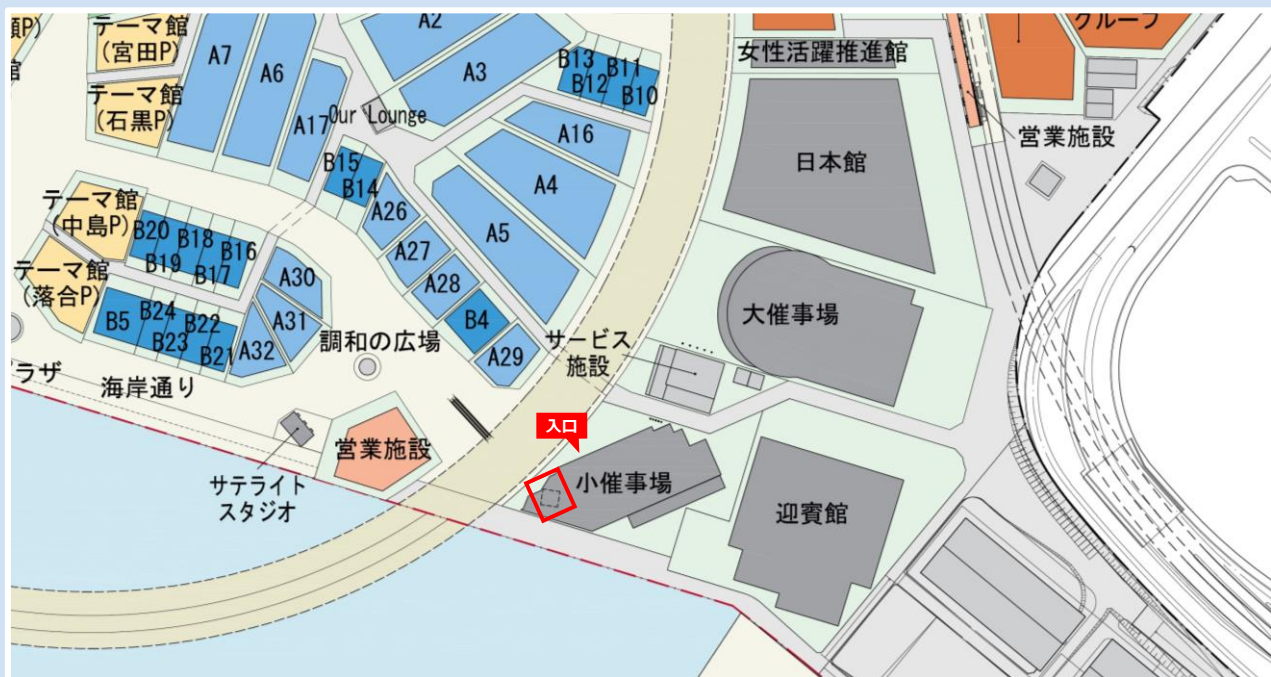 テーマ館
(宮田P)
A7
A6
A2
A3
B13
B11
B12
B10
女性活躍推進館
グループ
テーマ館
(石黒P)
A17
Our Lounge
A16
日本館
営業施設
B15
B14
A4
テーマ館
(中島P)
A26
A5
B20
B18
B16
B19
B17
A27
A30
A28
テーマ館
(落合P)
B5
B24
B22
B23
B21
A31
A32
B4
A29
調和の広場
サービス
施設
大催事場
ラザ
海岸通り
入口
営業施設
小催事場
サテライト
スタジオ
迎賓館